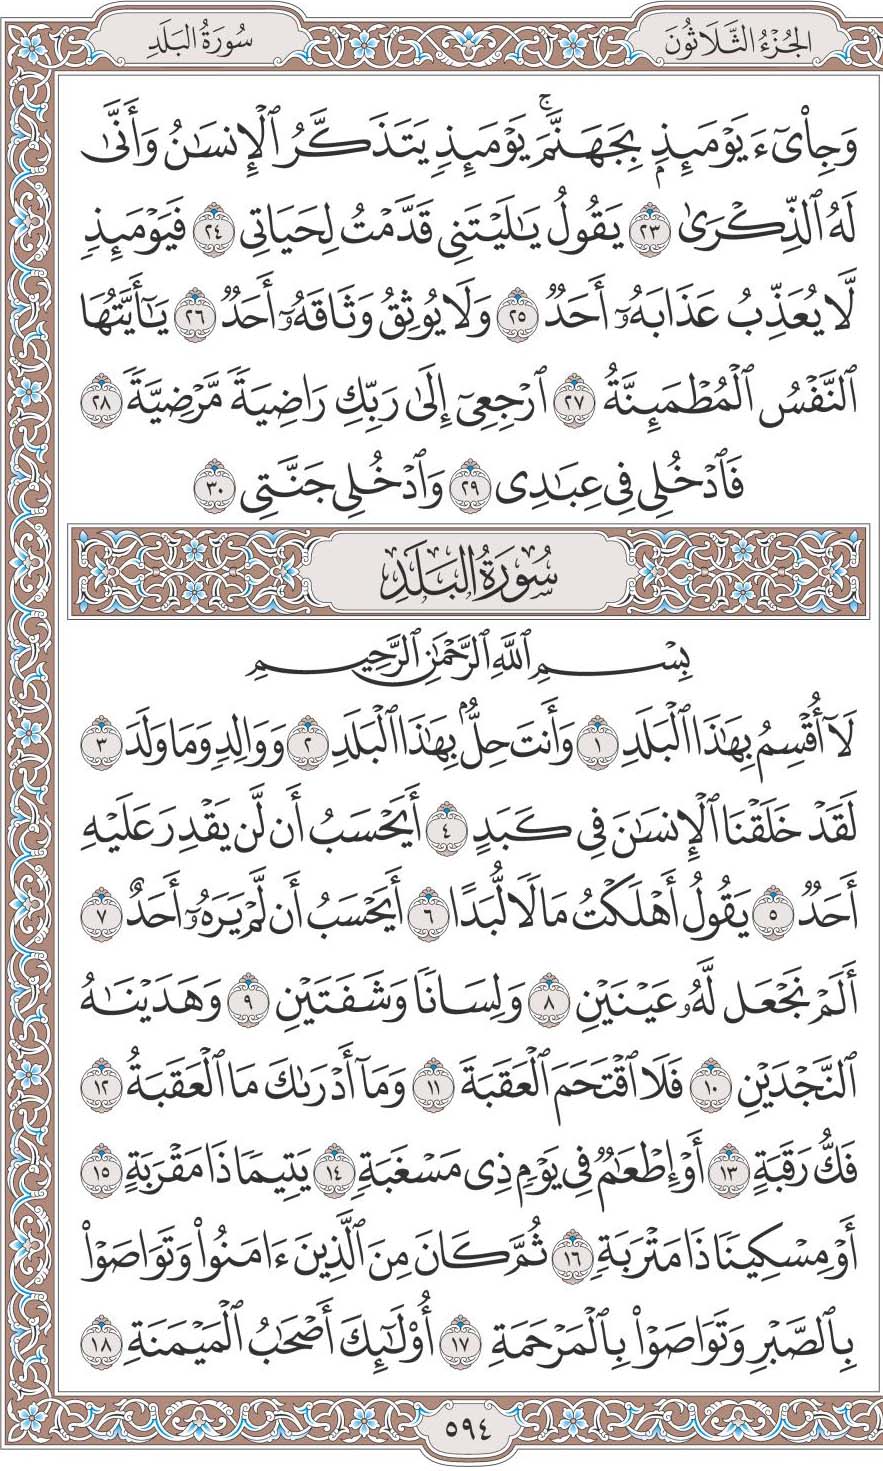 الجُزْءُ الثَّلَاثُونَ
سُورَةُ البَلَدِ
وَجِا۟يٓءَ يَوْمَئِذٍۭ بِجَهَنَّمَۚ يَوْمَئِذٍ يَتَذَكَّرُ ٱلْإِنسَٰنُ وَأَنَّىٰ
لَهُ ٱلذِّكْرَىٰ ٢٣ يَقُولُ يَٰلَيْتَنِى قَدَّمْتُ لِحَيَاتِى ٢٤ فَيَوْمَئِذٍ
لَّا يُعَذِّبُ عَذَابَهُۥٓ أَحَدٌ ٢٥ وَلَا يُوثِقُ وَثَاقَهُۥٓ أَحَدٌ ٢٦ يَٰٓأَيَّتُهَا
ٱلنَّفْسُ ٱلْمُطْمَئِنَّةُ ٢٧ ٱرْجِعِىٓ إِلَىٰ رَبِّكِ رَاضِيَةً مَّرْضِيَّةً ٢٨
فَٱدْخُلِى فِى عِبَٰدِى ٢٩ وَٱدْخُلِى جَنَّتِى ٣٠
سُورَةُ البَلَدِ
بِسْمِ ٱللَّهِ ٱلرَّحْمَٰنِ ٱلرَّحِيمِ
لَآ أُقْسِمُ بِهَٰذَا ٱلْبَلَدِ ١ وَأَنتَ حِلٌّۢ بِهَٰذَا ٱلْبَلَدِ ٢ وَوَالِدٍ وَمَا وَلَدَ ٣
لَقَدْ خَلَقْنَا ٱلْإِنسَٰنَ فِى كَبَدٍ ٤ أَيَحْسَبُ أَن لَّن يَقْدِرَ عَلَيْهِ
أَحَدٌ ٥ يَقُولُ أَهْلَكْتُ مَالًا لُّبَدًا ٦ أَيَحْسَبُ أَن لَّمْ يَرَهُۥٓ أَحَدٌ ٧
أَلَمْ نَجْعَل لَّهُۥ عَيْنَيْنِ ٨ وَلِسَانًا وَشَفَتَيْنِ ٩ وَهَدَيْنَٰهُ
ٱلنَّجْدَيْنِ ١٠ فَلَا ٱقْتَحَمَ ٱلْعَقَبَةَ ١١ وَمَآ أَدْرَىٰكَ مَا ٱلْعَقَبَةُ ١٢
فَكُّ رَقَبَةٍ ١٣ أَوْ إِطْعَٰمٌ فِى يَوْمٍ ذِى مَسْغَبَةٍ ١٤ يَتِيمًا ذَا مَقْرَبَةٍ ١٥
أَوْ مِسْكِينًا ذَا مَتْرَبَةٍ ١٦ ثُمَّ كَانَ مِنَ ٱلَّذِينَ ءَامَنُوا۟ وَتَوَاصَوْا۟
بِٱلصَّبْرِ وَتَوَاصَوْا۟ بِٱلْمَرْحَمَةِ ١٧ أُو۟لَٰٓئِكَ أَصْحَٰبُ ٱلْمَيْمَنَةِ ١٨
٥٩٤